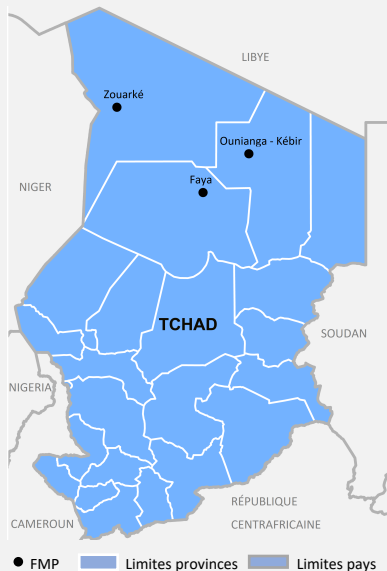 LIBYE
Zouarké
Ounianga - Kébir
Faya
NIGER
TCHAD
SOUDAN
NIGERIA
RÉPUBLIQUE
CENTRAFRICAINE
CAMEROUN
FMP
Limites provinces
Limites pays